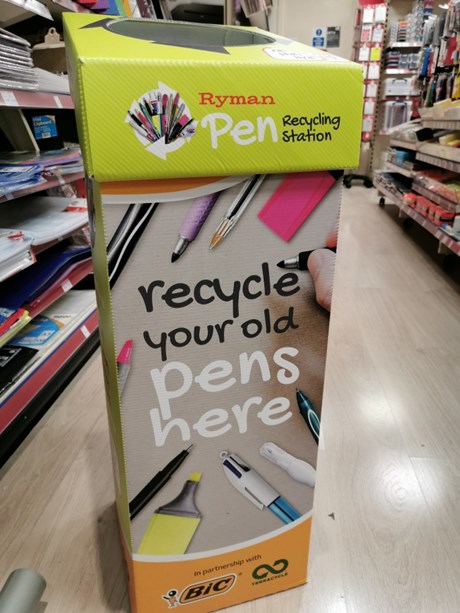 Ryman
Pen Recycling
Station
recycle
your old
pens
here
In partnership with
BIC
TERRACYCLE